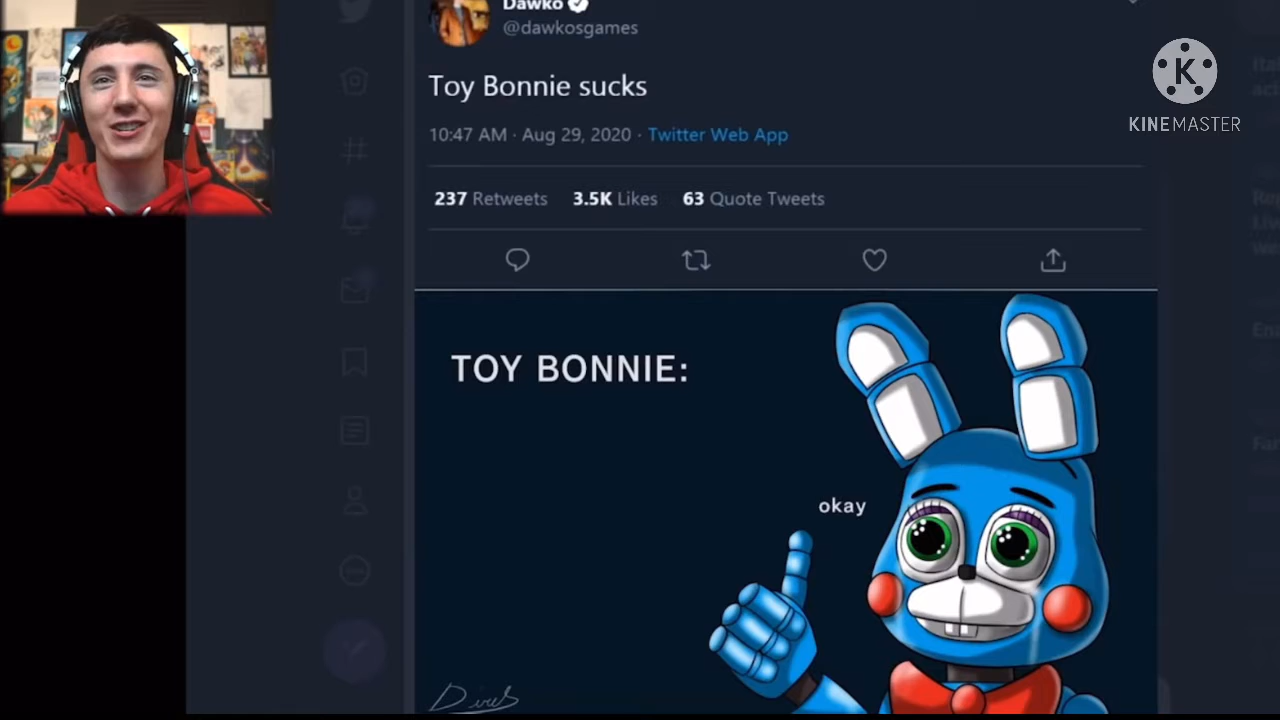 Dawko
@dawkosgames
Toy Bonnie sucks
10:47 AM · Aug 29, 2020 · Twitter Web App
237 Retweets 3.5K Likes 63 Quote Tweets
TOY BONNIE:
okay
K
KINEMASTER